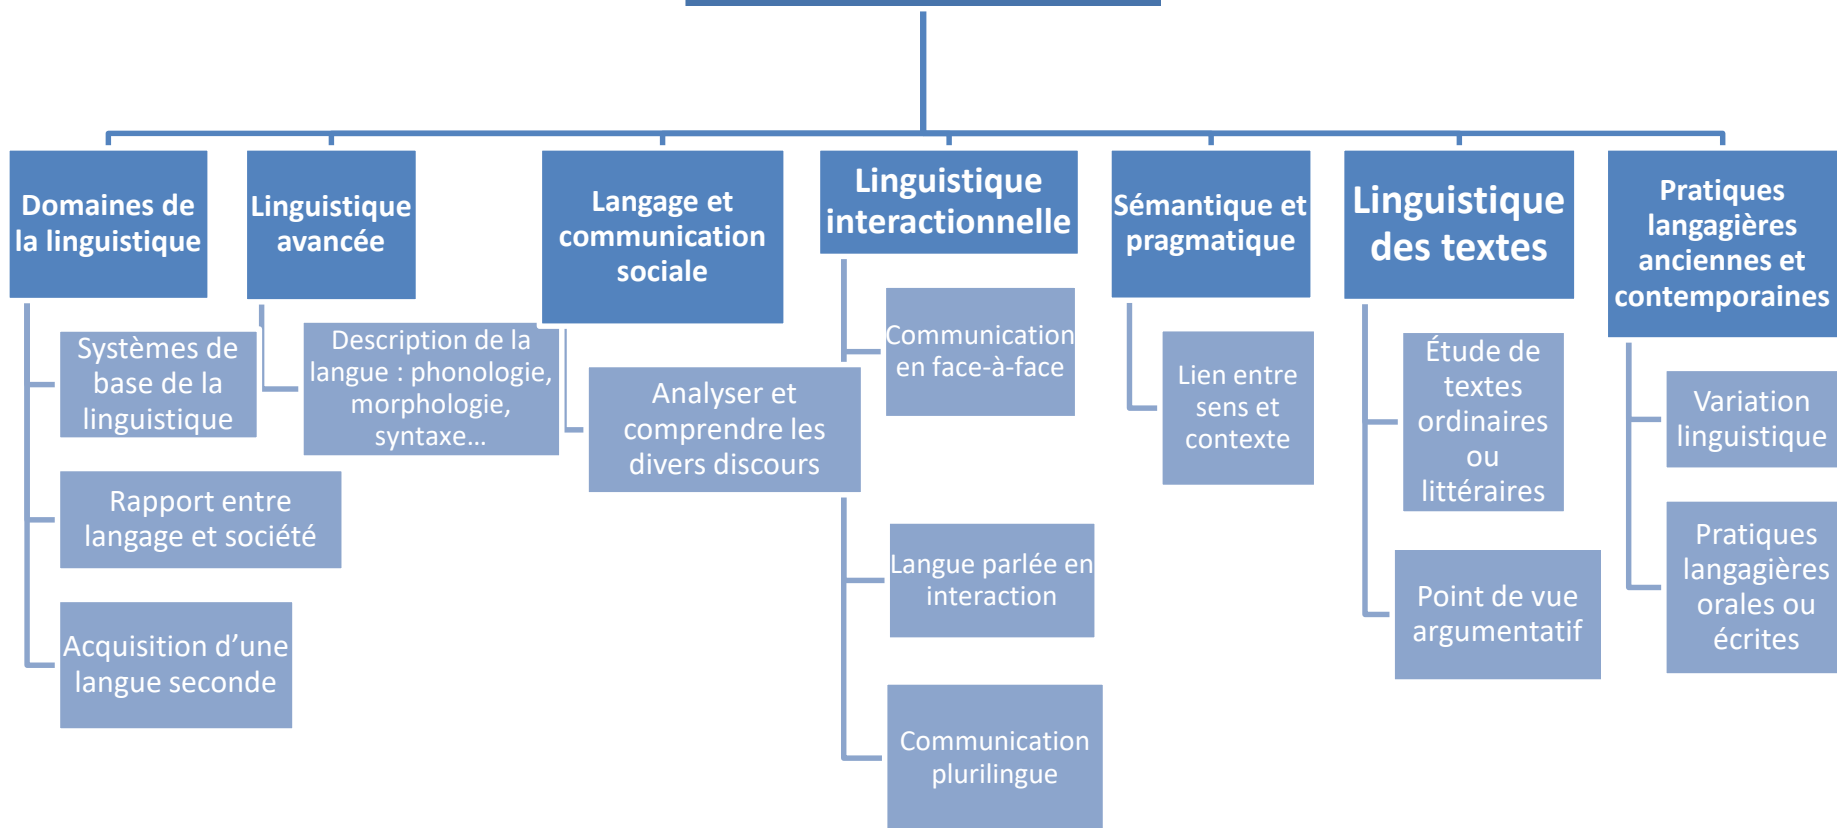 Domaines de
la linguistique
Systèmes de
base de la
linguistique
Rapport entre
langage et société
Acquisition d’une
langue seconde
Linguistique
avancée
Description de la
langue : phonologie,
morphologie,
syntaxe…
Langage et
communication
sociale
Analyser et
comprendre les
divers discours
Linguistique
interactionnelle
Communication
en face-à-face
Langue parlée en
interaction
Communication
plurilingue
Sémantique et
pragmatique
Lien entre
sens et
contexte
Linguistique
des textes
Étude de
textes
ordinaires
ou
littéraires
Point de vue
argumentatif
Pratiques
langagières
anciennes et
contemporaines
Variation
linguistique
Pratiques
langagières
orales ou
écrites